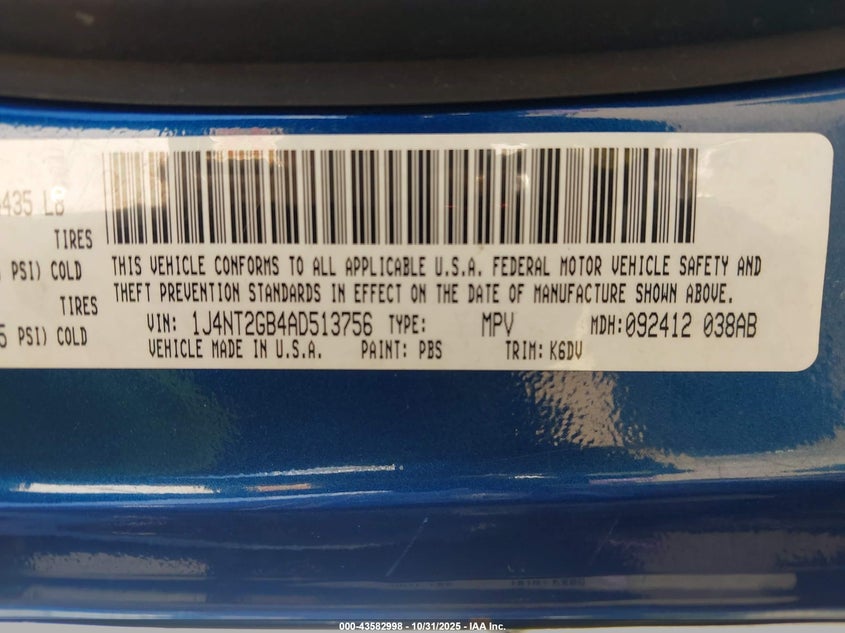 435 LB
TIRES
PSI) COLD
TIRES
5 PSI) COLD
THIS VEHICLE CONFORMS TO ALL APPLICABLE U.S.A. FEDERAL MOTOR VEHICLE SAFETY AND
THEFT PREVENTION STANDARDS IN EFFECT ON THE DATE OF MANUFACTURE SHOWN ABOVE.
VIN: 1J4NT2GB4AD513756 TYPE: MPV MDH:092412 038AB
VEHICLE MADE IN U.S.A. PAINT: PBS TRIM: K6DV
000-43582998 - 10/31/2025 - IAA Inc.